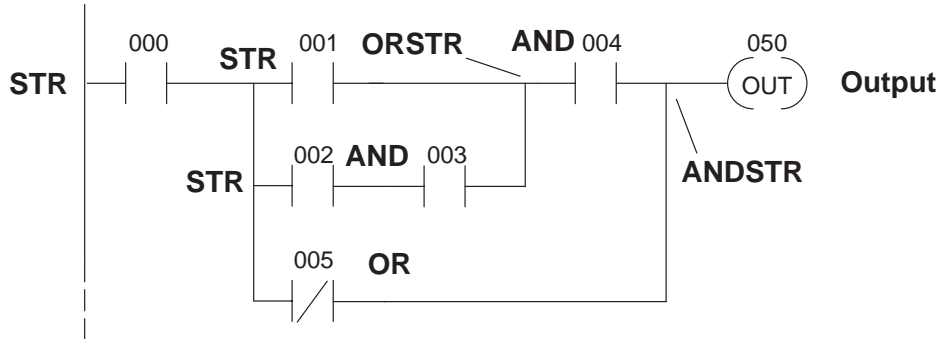 000 001 ORSTR AND 004 050
STR STR OUT Output
002 AND 003
STR ANDSTR
005 OR